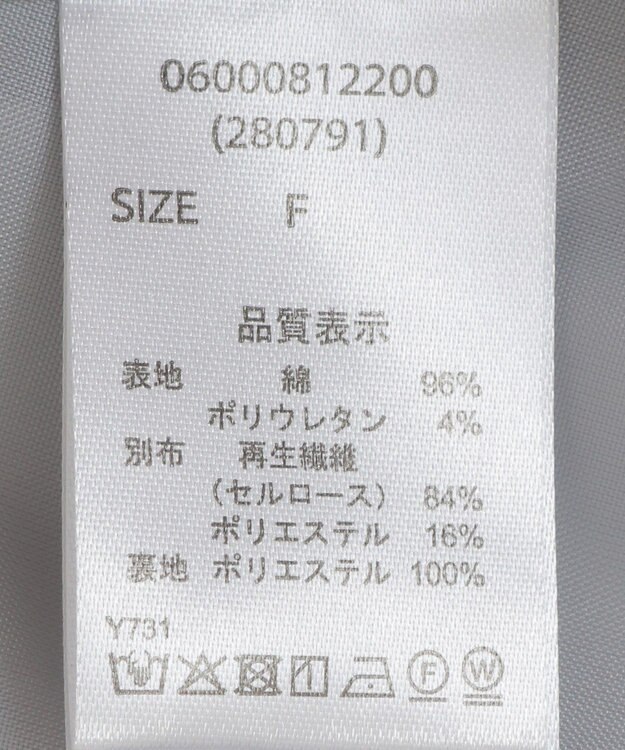 06000812200
(280791)
SIZE F
品質表示
表地 綿 96%
ポリウレタン 4%
別布 再生繊維
(セルロース) 84%
ポリエステル 16%
裏地 ポリエステル 100%
Y731
F W